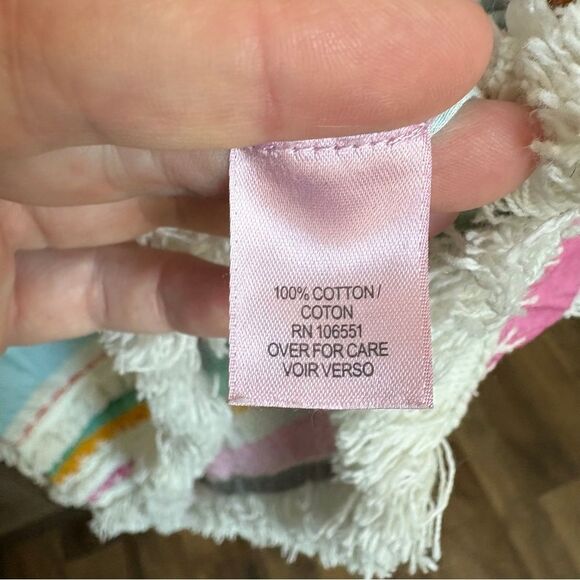 100% COTTON/
COTON
RN 106551
OVER FOR CARE
VOIR VERSO